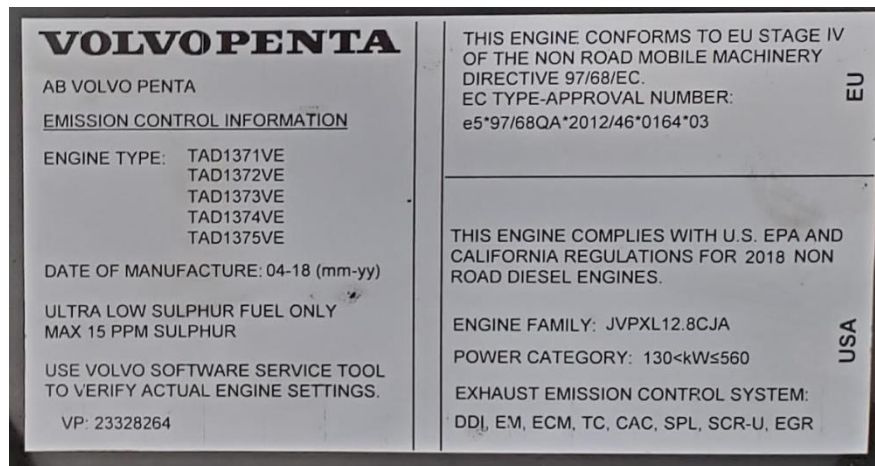 VOLVO PENTA
AB VOLVO PENTA
EMISSION CONTROL INFORMATION
ENGINE TYPE: TAD1371VE
TAD1372VE
TAD1373VE
TAD1374VE
TAD1375VE
DATE OF MANUFACTURE: 04-18 (mm-yy)
ULTRA LOW SULPHUR FUEL ONLY
MAX 15 PPM SULPHUR
USE VOLVO SOFTWARE SERVICE TOOL
TO VERIFY ACTUAL ENGINE SETTINGS.
VP: 23328264
THIS ENGINE CONFORMS TO EU STAGE IV
OF THE NON ROAD MOBILE MACHINERY
DIRECTIVE 97/68/EC.
EC TYPE-APPROVAL NUMBER:
e5*97/68QA*2012/46*0164*03
EU
THIS ENGINE COMPLIES WITH U.S. EPA AND
CALIFORNIA REGULATIONS FOR 2018 NON
ROAD DIESEL ENGINES.
ENGINE FAMILY: JVPXL12.8CJA
POWER CATEGORY: 130<kW≤560
EXHAUST EMISSION CONTROL SYSTEM:
DDI, EM, ECM, TC, CAC, SPL, SCR-U, EGR
USA